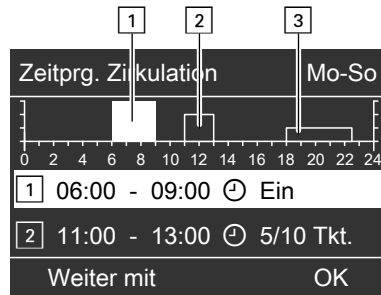 1 2 3
Zeitprg. Zirkulation Mo-So
0 2 4 6 7 8 10 12 14 16 18 20 22 24
1 06:00 - 09:00 Ein
2 11:00 - 13:00 5/10 Tkt.
Weiter mit OK